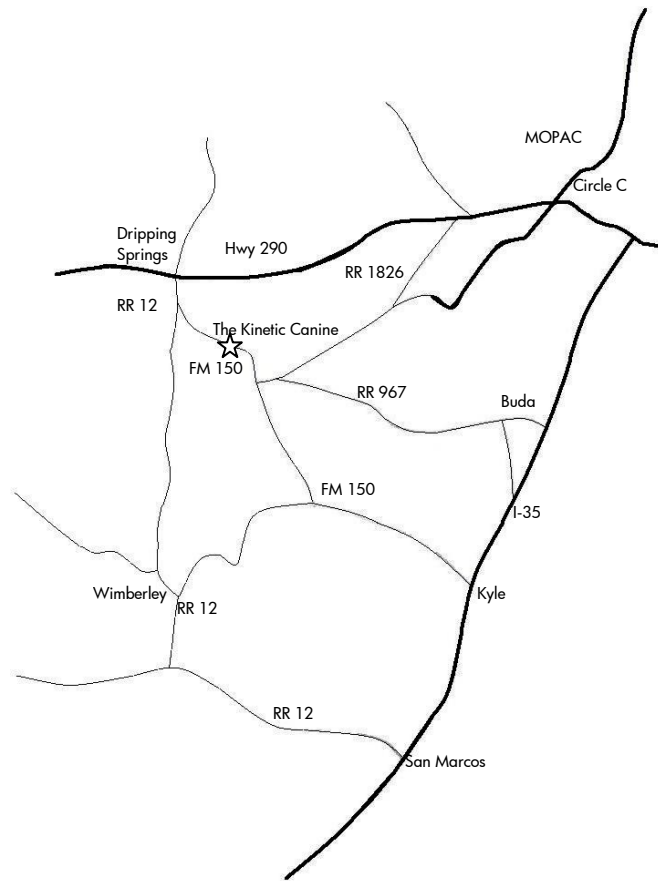 MOPAC
Circle C
Dripping
Springs
Hwy 290
RR 1826
RR 12
The Kinetic Canine
FM 150
RR 967
Buda
FM 150
I-35
Wimberley
RR 12
Kyle
RR 12
San Marcos